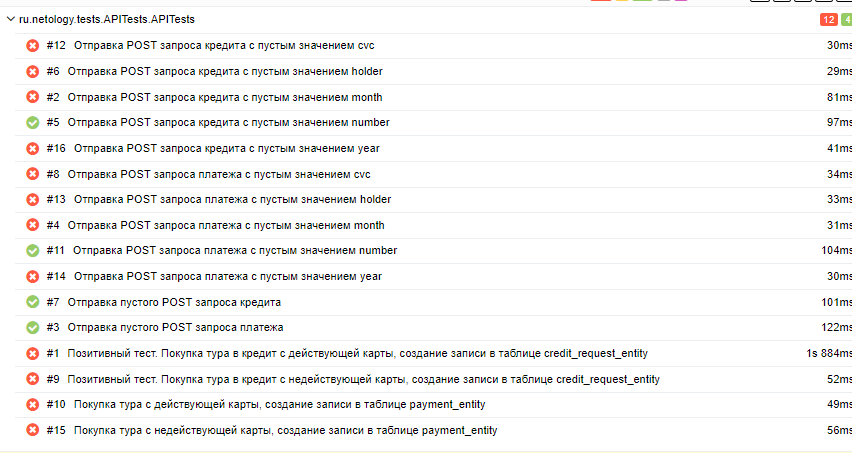 ru.netology.tests.APITests.APITests 12 4
#12 Отправка POST запроса кредита с пустым значением cvc 30ms
#6 Отправка POST запроса кредита с пустым значением holder 29ms
#2 Отправка POST запроса кредита с пустым значением month 81ms
#5 Отправка POST запроса кредита с пустым значением number 97ms
#16 Отправка POST запроса кредита с пустым значением year 41ms
#8 Отправка POST запроса платежа с пустым значением cvc 34ms
#13 Отправка POST запроса платежа с пустым значением holder 33ms
#4 Отправка POST запроса платежа с пустым значением month 31ms
#11 Отправка POST запроса платежа с пустым значением number 104ms
#14 Отправка POST запроса платежа с пустым значением year 30ms
#7 Отправка пустого POST запроса кредита 101ms
#3 Отправка пустого POST запроса платежа 122ms
#1 Позитивный тест. Покупка тура в кредит с действующей карты, создание записи в таблице credit_request_entity 1s 884ms
#9 Позитивный тест. Покупка тура в кредит с недействующей карты, создание записи в таблице credit_request_entity 52ms
#10 Покупка тура с действующей карты, создание записи в таблице payment_entity 49ms
#15 Покупка тура с недействующей карты, создание записи в таблице payment_entity 56ms